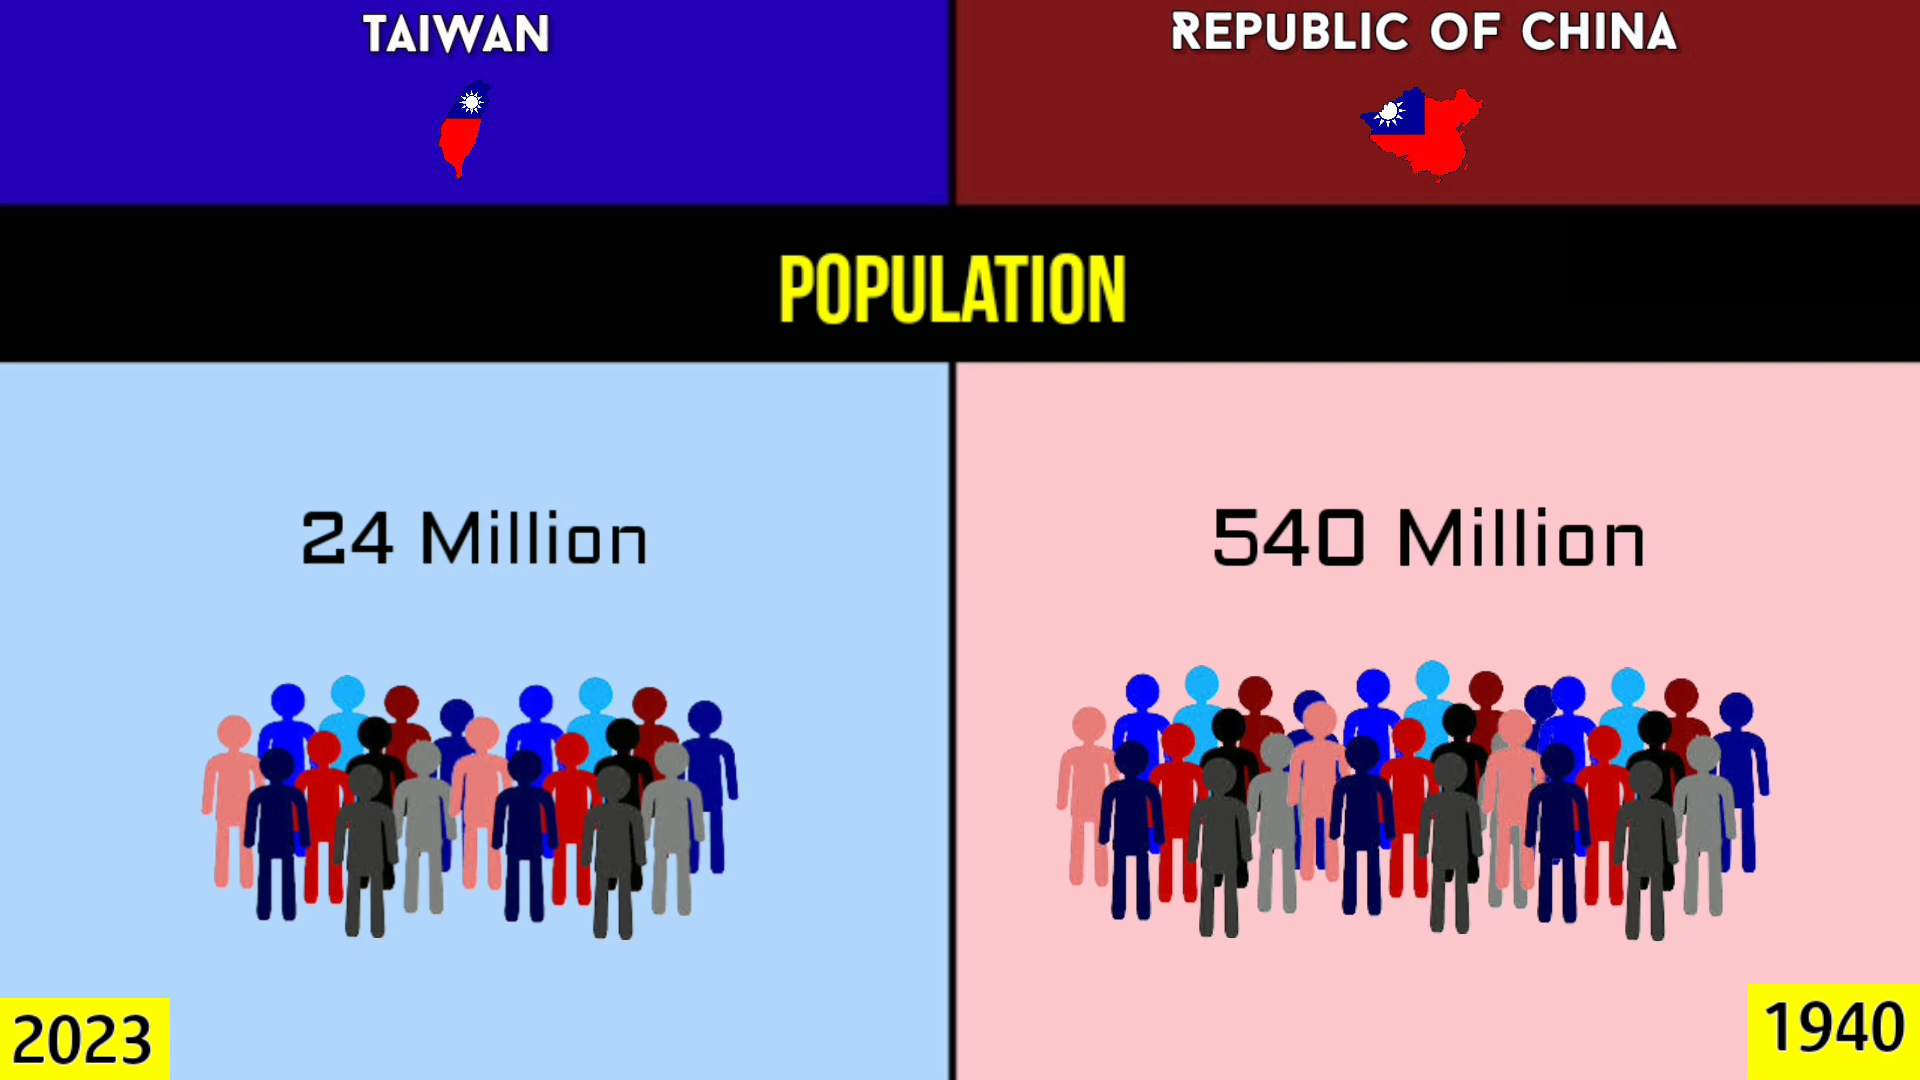 TAIWAN
REPUBLIC OF CHINA
POPULATION
24 Million
540 Million
2023
1940